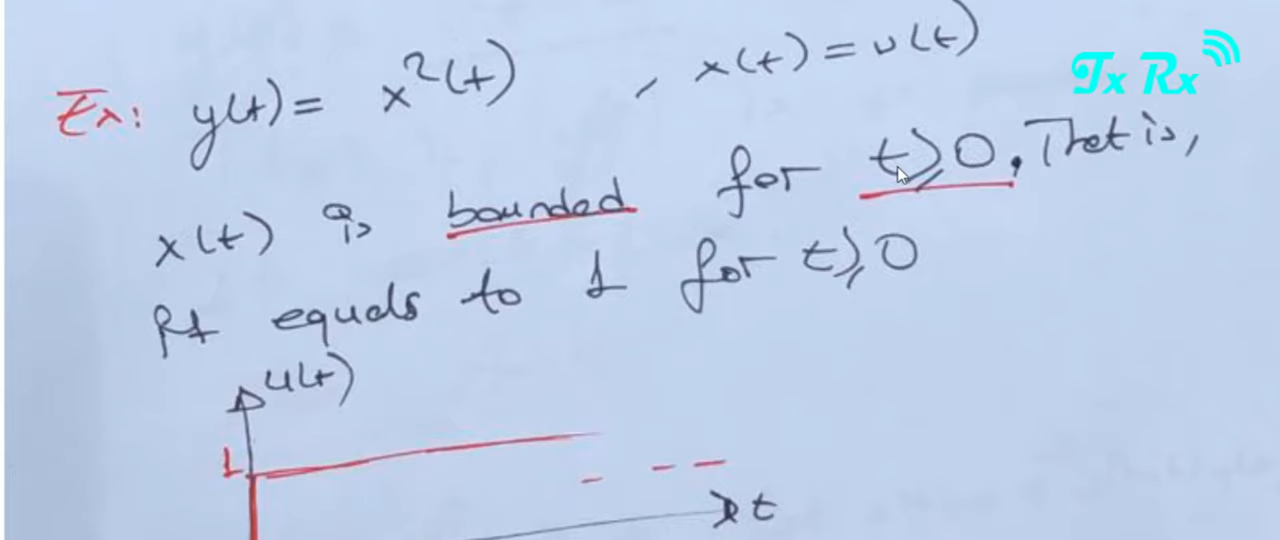 Ex: y(t) = x²(t) , x(t) = u(t)
Tx Rx
x(t) is bounded for t≥0. That is,
it equals to 1 for t≥0
u(t)
1
t